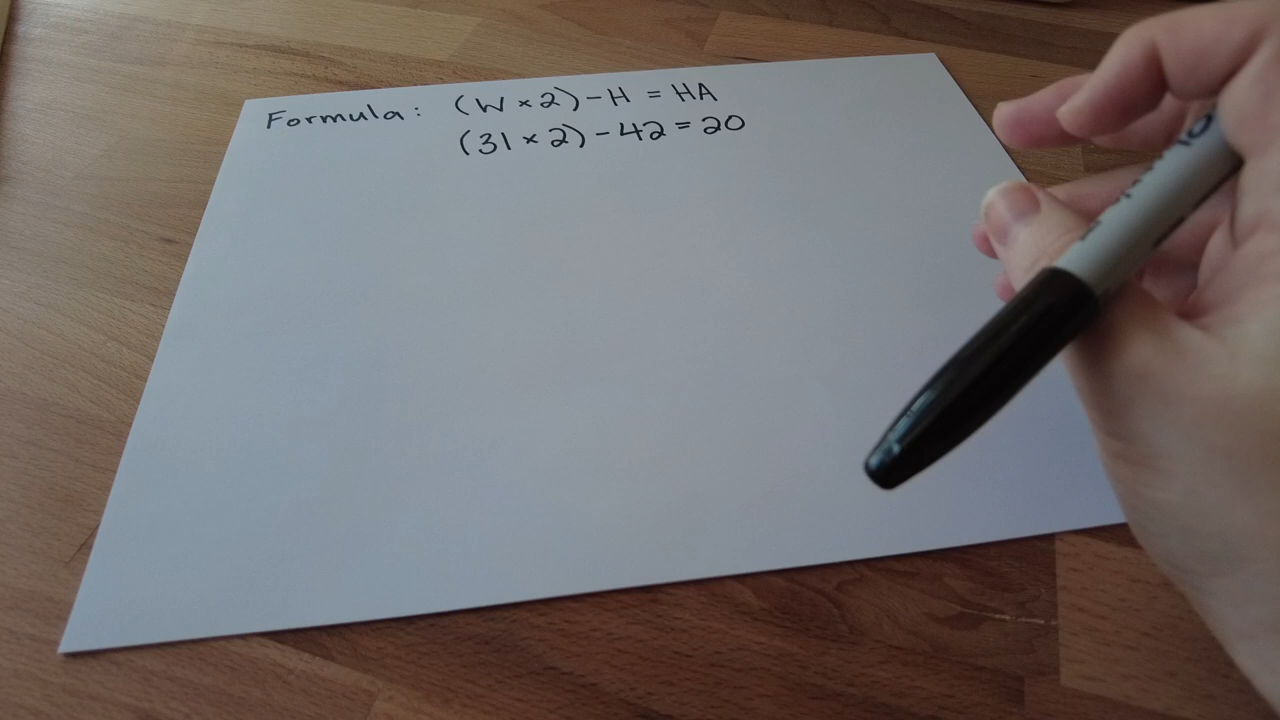 Formula: (W × 2) - H = HA
(31 × 2) - 42 = 20